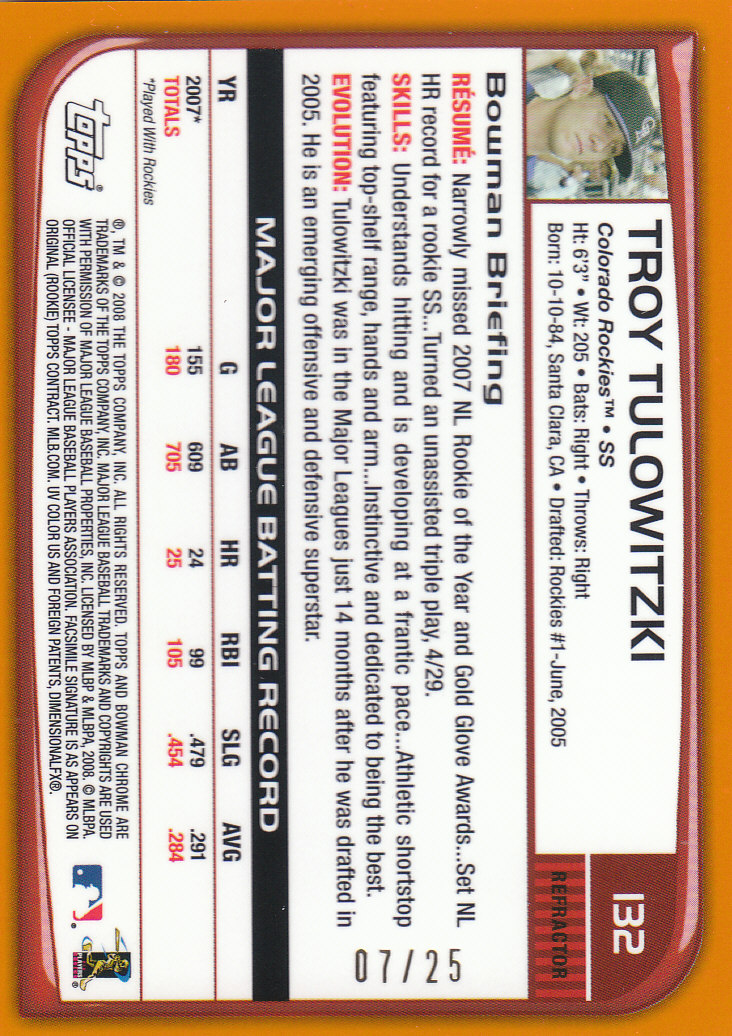 132
REFRACTOR
TROY TULOWITZKI
Colorado Rockies™ • SS
Ht: 6'3" • Wt: 205 • Bats: Right • Throws: Right
Born: 10-10-84, Santa Clara, CA • Drafted: Rockies #1-June, 2005
Bowman Briefing
RÉSUMÉ: Narrowly missed 2007 NL Rookie of the Year and Gold Glove Awards...Set NL
HR record for a rookie SS...Turned an unassisted triple play, 4/29.
SKILLS: Understands hitting and is developing at a frantic pace...Athletic shortstop
featuring top-shelf range, hands and arm...Instinctive and dedicated to being the best.
EVOLUTION: Tulowitzki was in the Major Leagues just 14 months after he was drafted in
2005. He is an emerging offensive and defensive superstar.
07/25
MAJOR LEAGUE BATTING RECORD
YR G AB HR RBI SLG AVG
2007* 155 609 24 99 .479 .291
TOTALS 180 705 25 105 .454 .284
*Played With Rockies
Topps®
®, TM & © 2008 THE TOPPS COMPANY, INC. ALL RIGHTS RESERVED. TOPPS AND BOWMAN CHROME ARE
TRADEMARKS OF THE TOPPS COMPANY, INC. MAJOR LEAGUE BASEBALL TRADEMARKS AND COPYRIGHTS ARE USED
WITH PERMISSION OF MAJOR LEAGUE BASEBALL PROPERTIES, INC. LICENSED BY MLBP & MLBPA, 2008. © MLBPA.
OFFICIAL LICENSEE - MAJOR LEAGUE BASEBALL PLAYERS ASSOCIATION. FACSIMILE SIGNATURE IS AS APPEARS ON
ORIGINAL (ROOKIE) TOPPS CONTRACT. MLB.COM. UV COLOR US AND FOREIGN PATENTS, DIMENSIONALFX®.